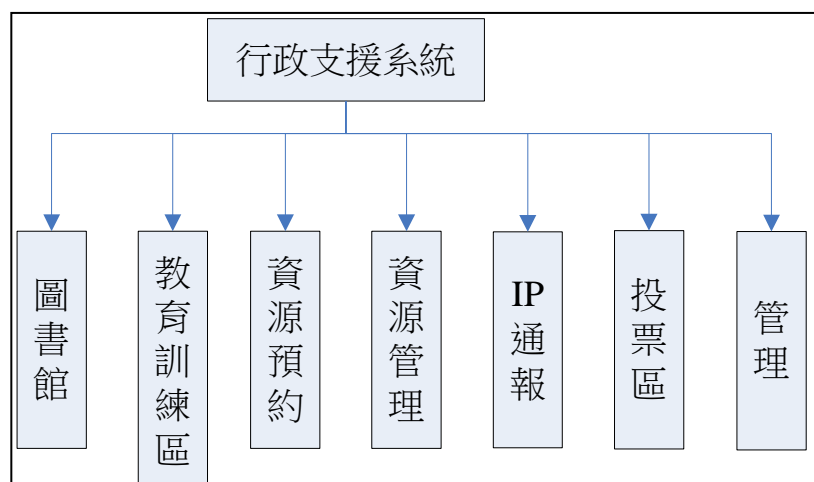 行政支援系統
圖書館
教育訓練區
資源預約
資源管理
IP通報
投票區
管理